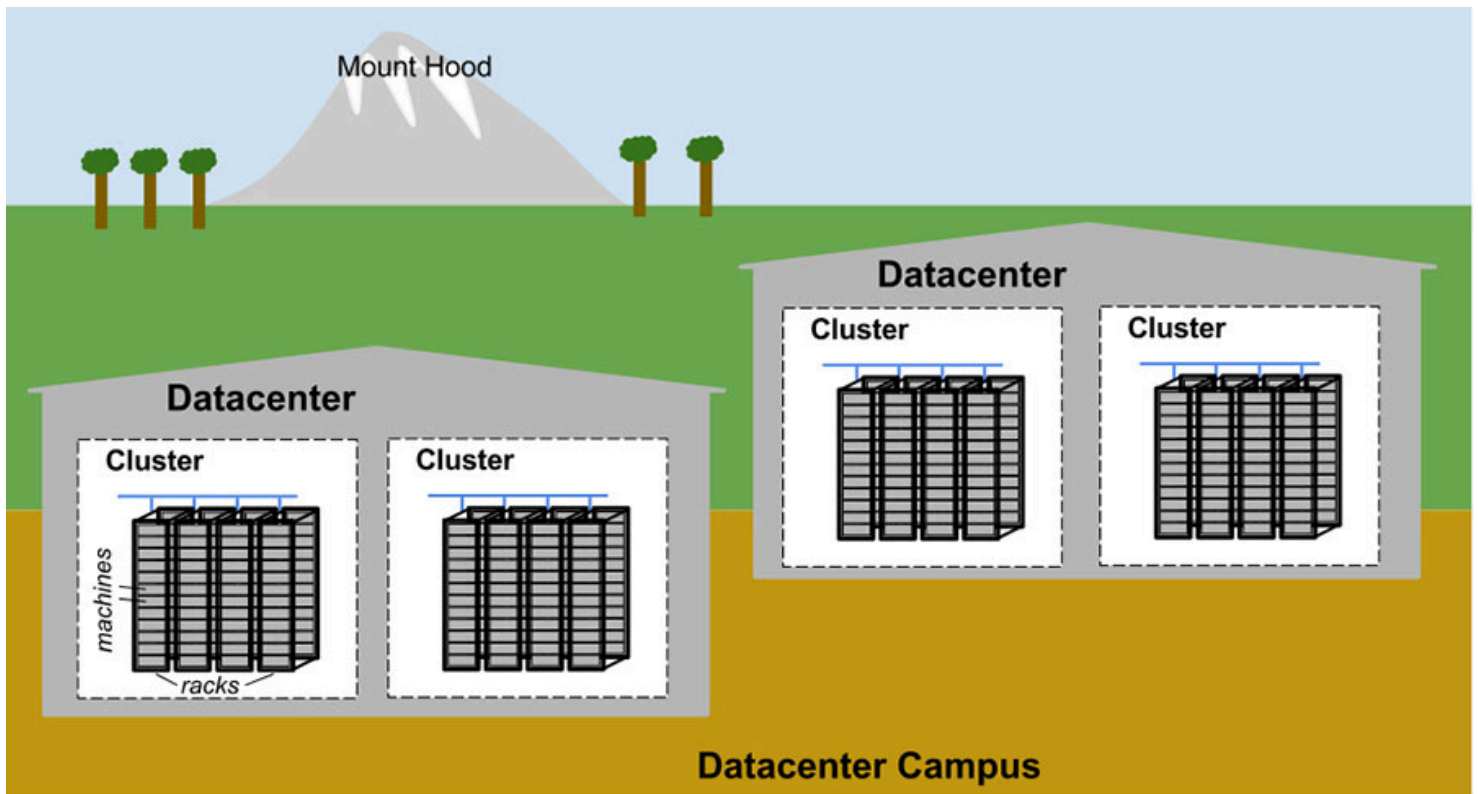 Mount Hood
Datacenter
Cluster
Cluster
Datacenter
Cluster
Cluster
machines
racks
Datacenter Campus